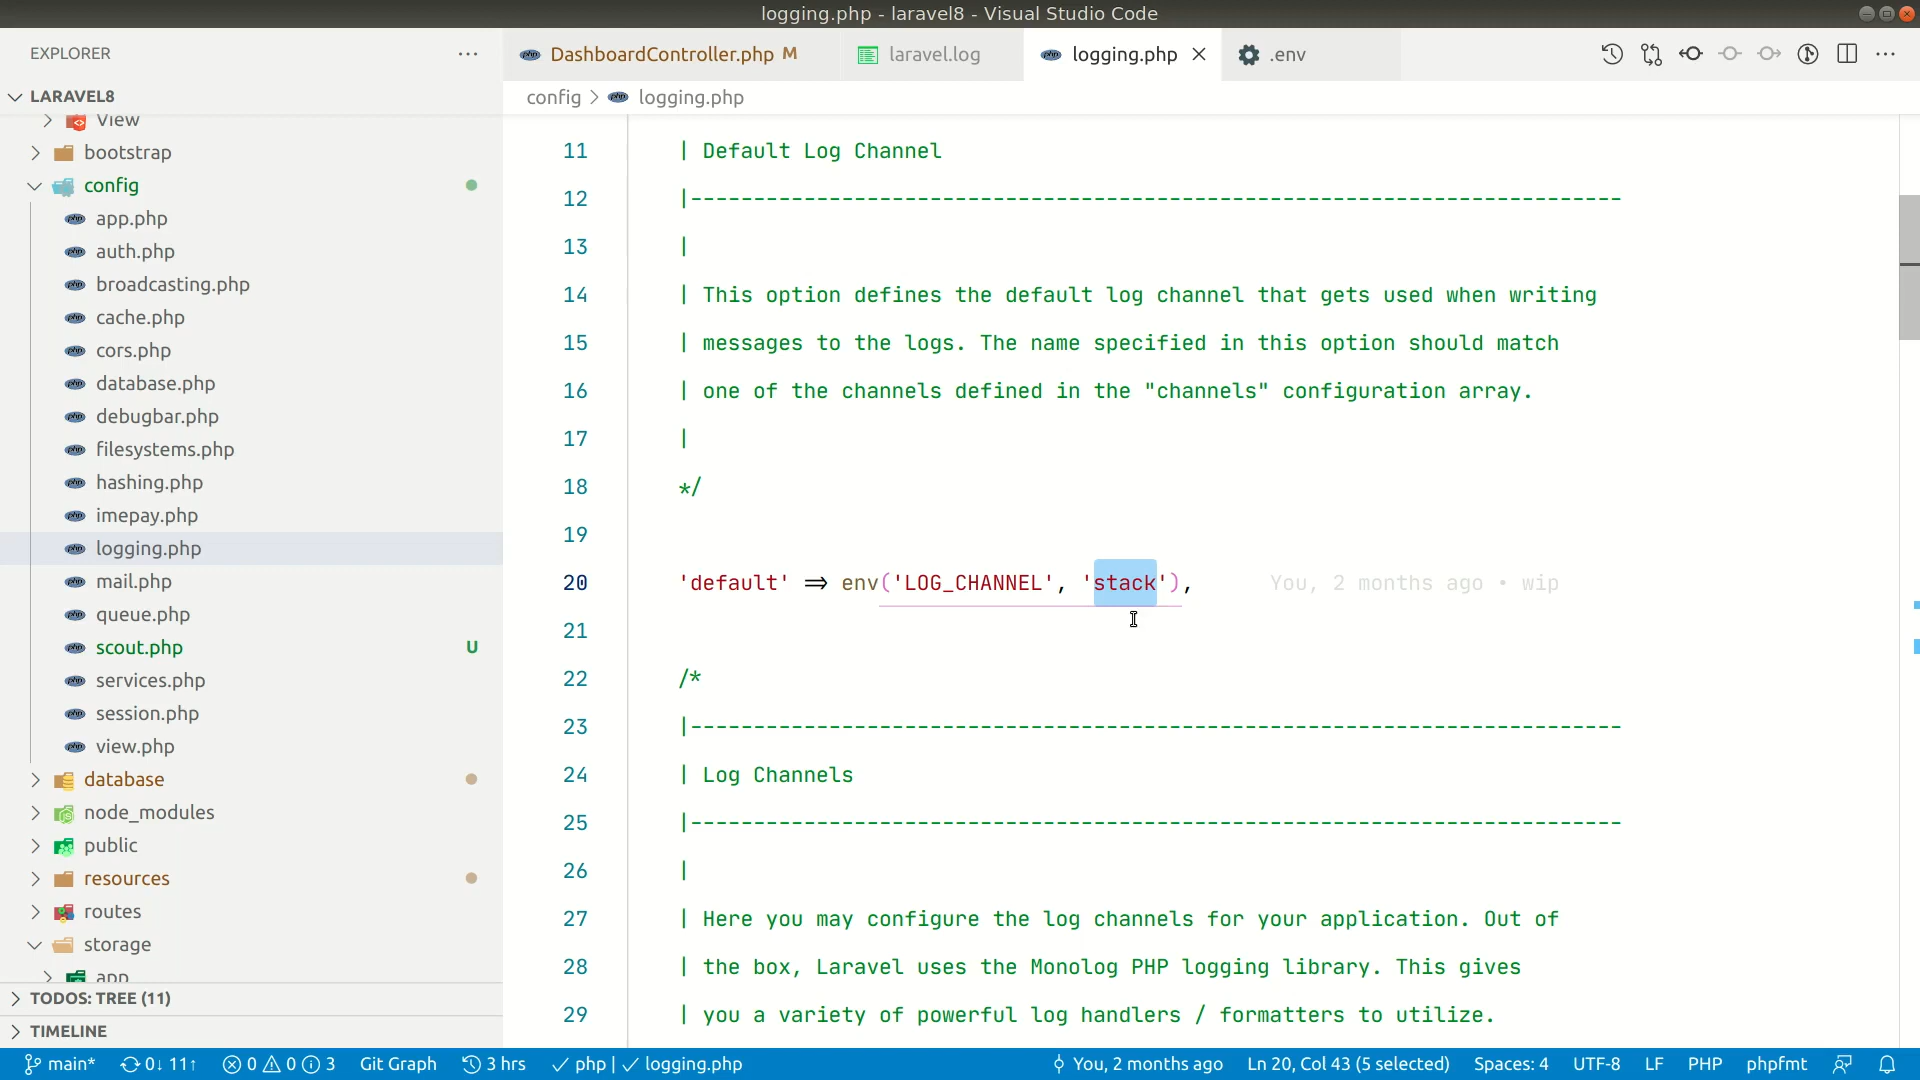 logging.php - laravel8 - Visual Studio Code
EXPLORER
DashboardController.php M
laravel.log
logging.php
.env
LARAVEL8
config > logging.php
View
bootstrap
config
app.php
auth.php
broadcasting.php
cache.php
cors.php
database.php
debugbar.php
filesystems.php
hashing.php
imepay.php
logging.php
mail.php
queue.php
scout.php U
services.php
session.php
view.php
database
node_modules
public
resources
routes
storage
app
TODOS: TREE (11)
TIMELINE
11 | Default Log Channel
12 |--------------------------------------------------------------------------
13 |
14 | This option defines the default log channel that gets used when writing
15 | messages to the logs. The name specified in this option should match
16 | one of the channels defined in the "channels" configuration array.
17 |
18 */
19
20 'default' => env('LOG_CHANNEL', 'stack'), You, 2 months ago • wip
21
22 /*
23 |--------------------------------------------------------------------------
24 | Log Channels
25 |--------------------------------------------------------------------------
26 |
27 | Here you may configure the log channels for your application. Out of
28 | the box, Laravel uses the Monolog PHP logging library. This gives
29 | you a variety of powerful log handlers / formatters to utilize.
main* 0↓ 11↑ 0 0 3 Git Graph 3 hrs ✓ php | ✓ logging.php You, 2 months ago Ln 20, Col 43 (5 selected) Spaces: 4 UTF-8 LF PHP phpfmt